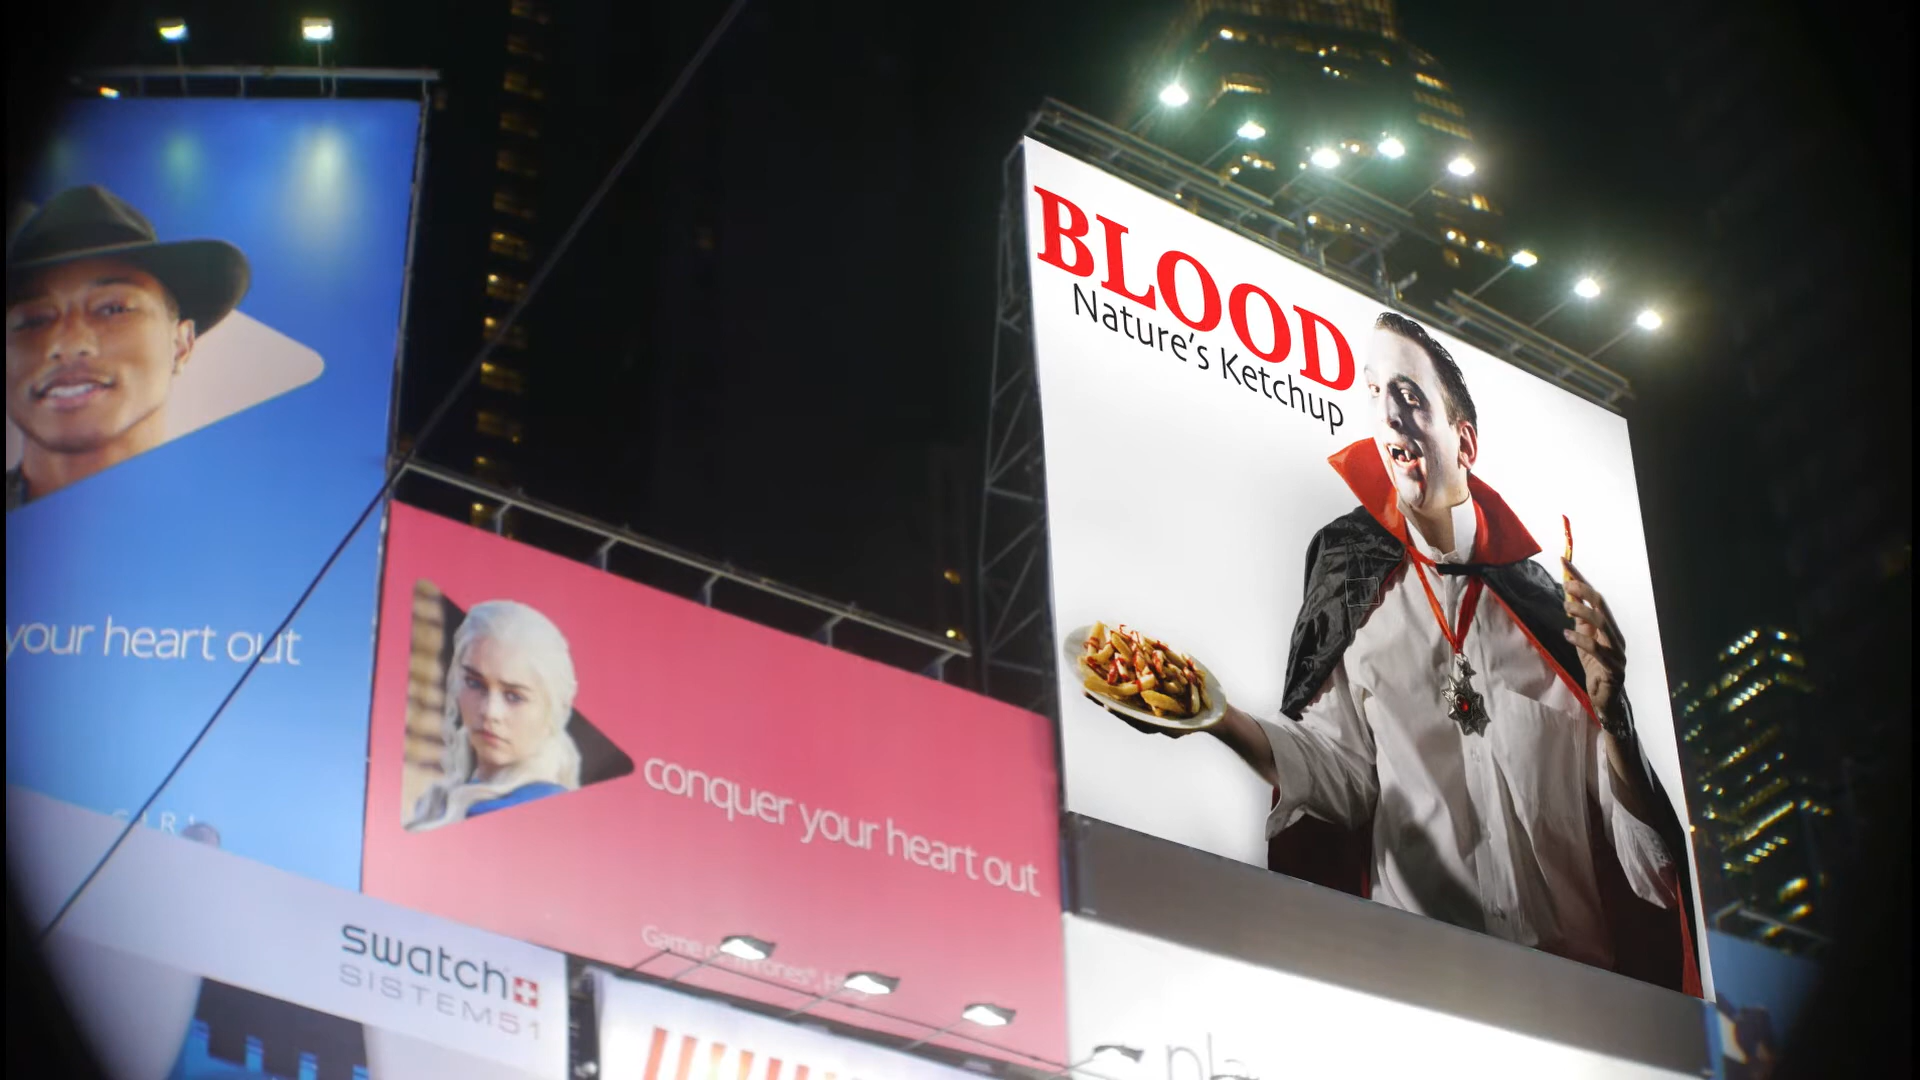 BLOOD
Nature's Ketchup
your heart out
conquer your heart out
swatch
SISTEM51